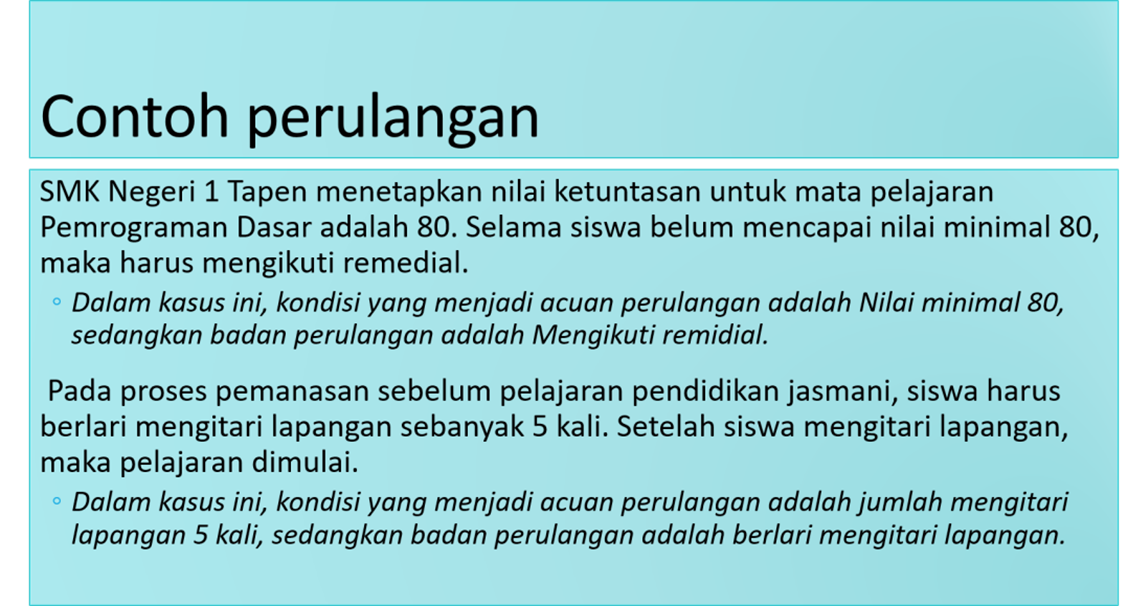 Contoh perulangan
SMK Negeri 1 Tapen menetapkan nilai ketuntasan untuk mata pelajaran
Pemrograman Dasar adalah 80. Selama siswa belum mencapai nilai minimal 80,
maka harus mengikuti remedial.
◦ Dalam kasus ini, kondisi yang menjadi acuan perulangan adalah Nilai minimal 80,
sedangkan badan perulangan adalah Mengikuti remidial.
Pada proses pemanasan sebelum pelajaran pendidikan jasmani, siswa harus
berlari mengitari lapangan sebanyak 5 kali. Setelah siswa mengitari lapangan,
maka pelajaran dimulai.
◦ Dalam kasus ini, kondisi yang menjadi acuan perulangan adalah jumlah mengitari
lapangan 5 kali, sedangkan badan perulangan adalah berlari mengitari lapangan.